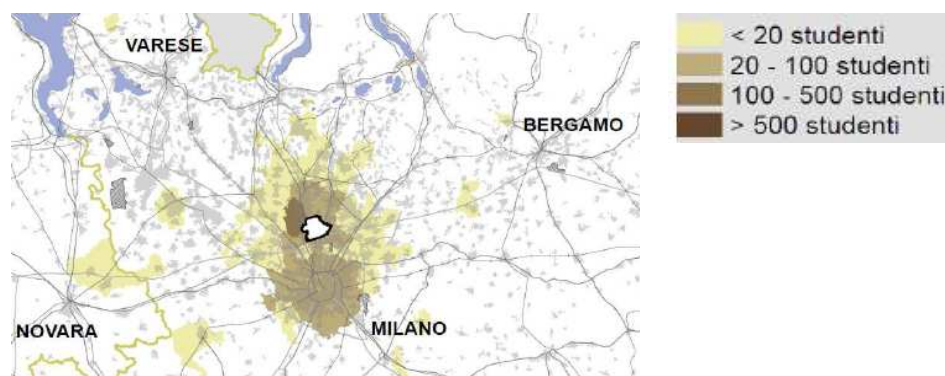 VARESE
BERGAMO
NOVARA
MILANO
< 20 studenti
20 - 100 studenti
100 - 500 studenti
> 500 studenti